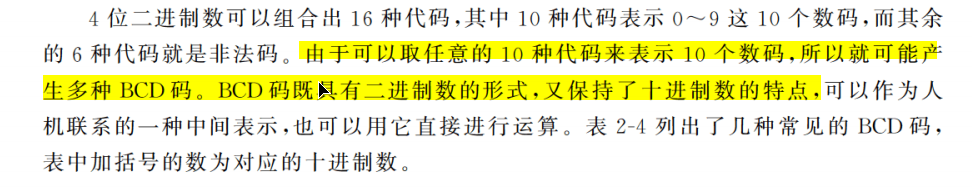 4 位二进制数可以组合出 16 种代码,其中 10 种代码表示 0～9 这 10 个数码,而其余
的 6 种代码就是非法码。由于可以取任意的 10 种代码来表示 10 个数码,所以就可能产
生多种 BCD 码。BCD 码既具有二进制数的形式,又保持了十进制数的特点,可以作为人
机联系的一种中间表示,也可以用它直接进行运算。表 2-4 列出了几种常见的 BCD 码,
表中加括号的数为对应的十进制数。